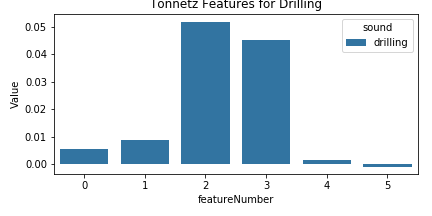 Tonnetz Features for Drilling
sound
drilling
0.05
0.04
0.03
0.02
0.01
0.00
Value
0 1 2 3 4 5
featureNumber